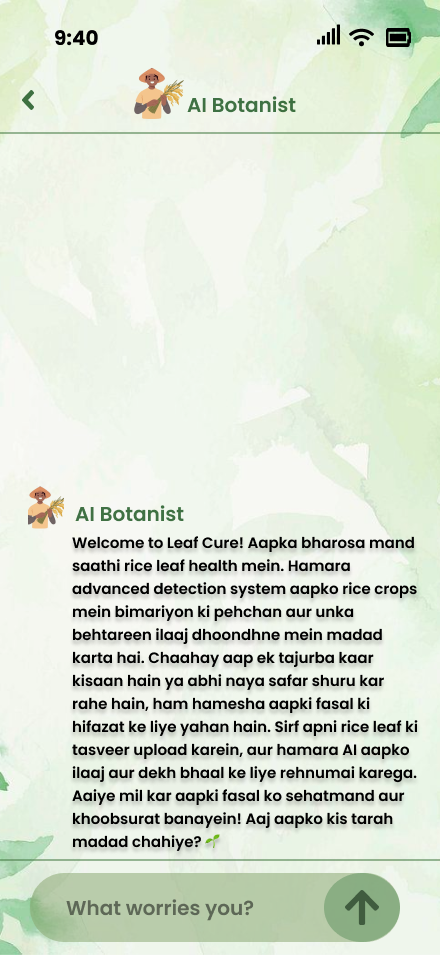 9:40
AI Botanist
AI Botanist
Welcome to Leaf Cure! Aapka bharosa mand
saathi rice leaf health mein. Hamara
advanced detection system aapko rice crops
mein bimariyon ki pehchan aur unka
behtareen ilaaj dhoondhne mein madad
karta hai. Chaahay aap ek tajurba kaar
kisaan hain ya abhi naya safar shuru kar
rahe hain, ham hamesha aapki fasal ki
hifazat ke liye yahan hain. Sirf apni rice leaf ki
tasveer upload karein, aur hamara AI aapko
ilaaj aur dekh bhaal ke liye rehnumai karega.
Aaiye mil kar aapki fasal ko sehatmand aur
khoobsurat banayein! Aaj aapko kis tarah
madad chahiye? 🌱
What worries you?